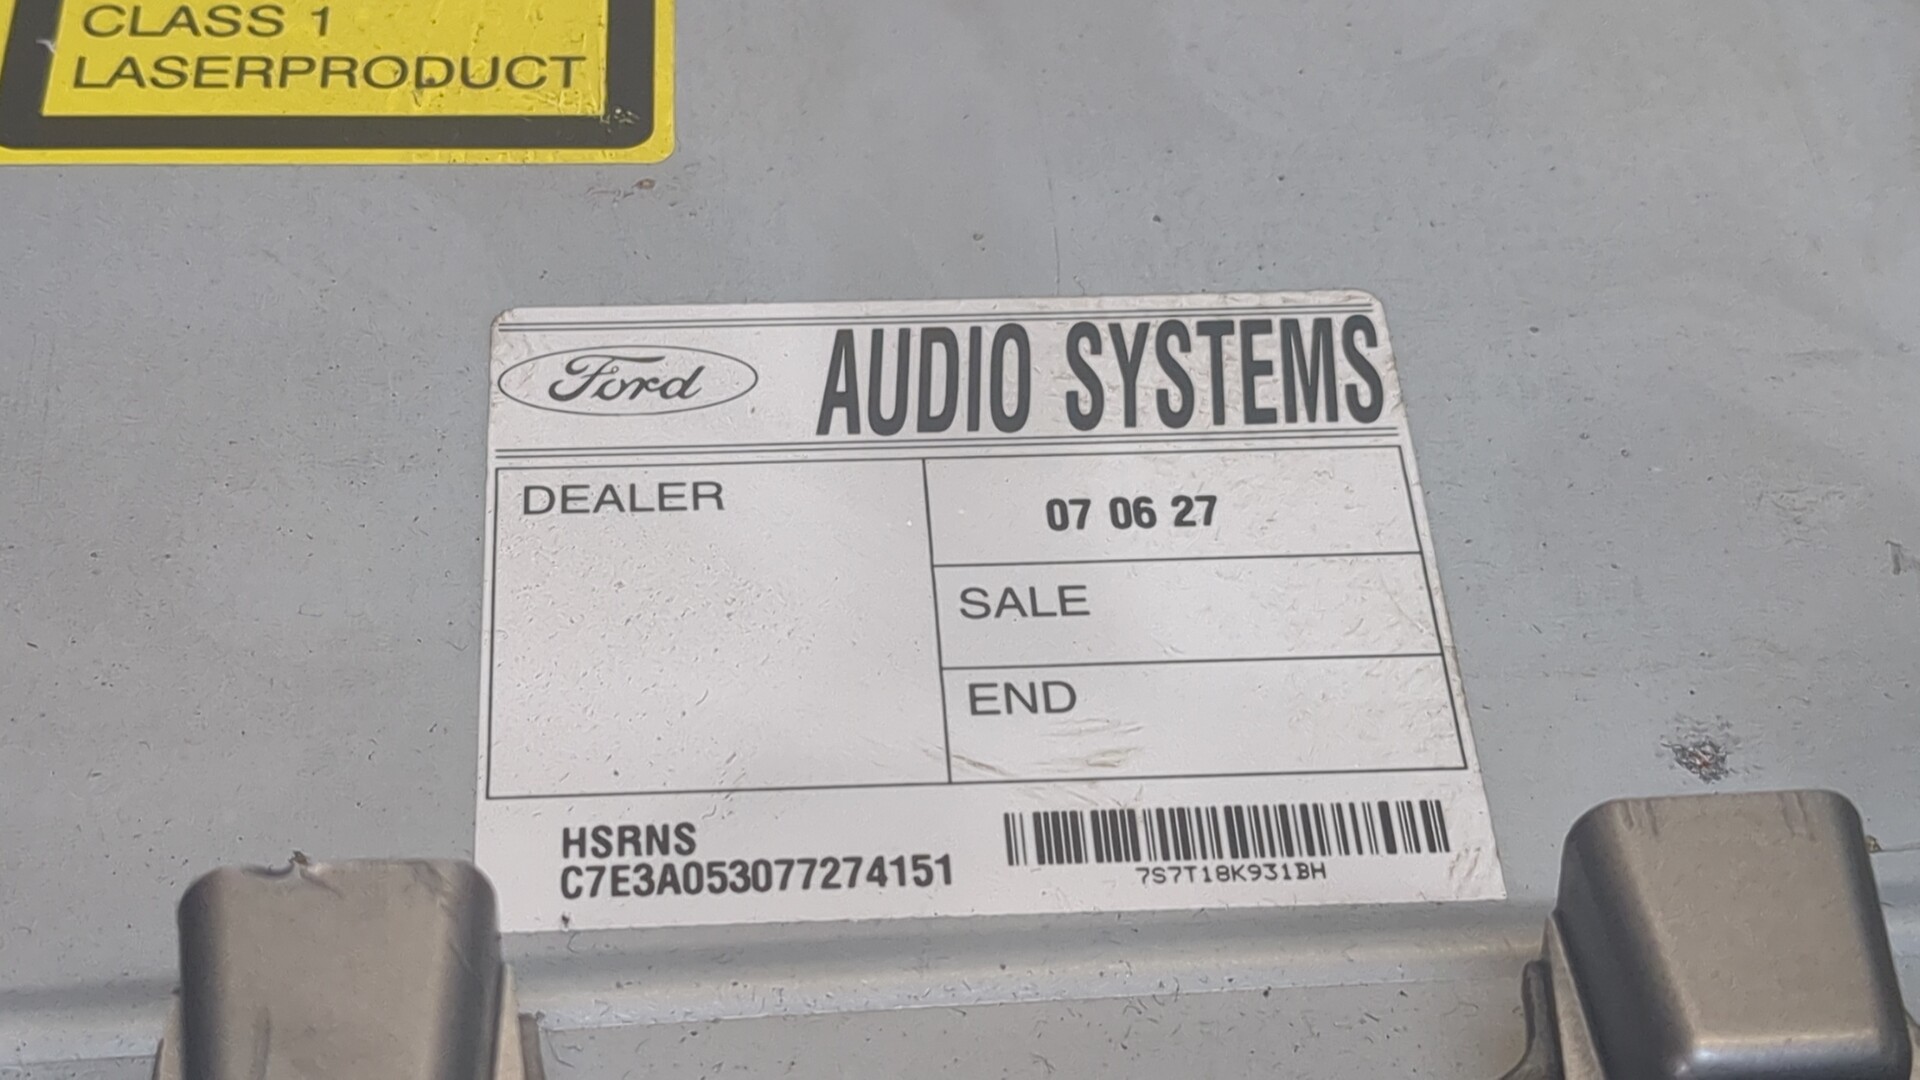 CLASS 1
LASERPRODUCT
Ford AUDIO SYSTEMS
DEALER
07 06 27
SALE
END
HSRNS
C7E3A053077274151
7S7T18K931BH